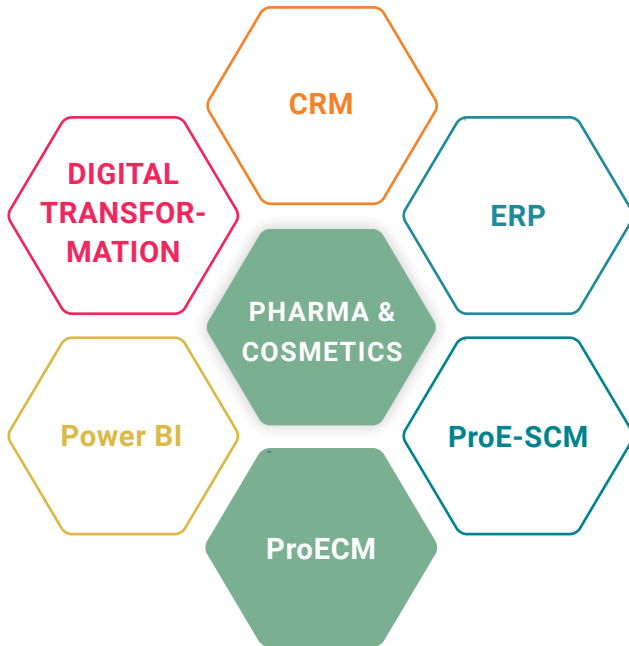 CRM
DIGITAL
TRANSFOR-
MATION
ERP
PHARMA &
COSMETICS
Power BI
ProE-SCM
ProECM